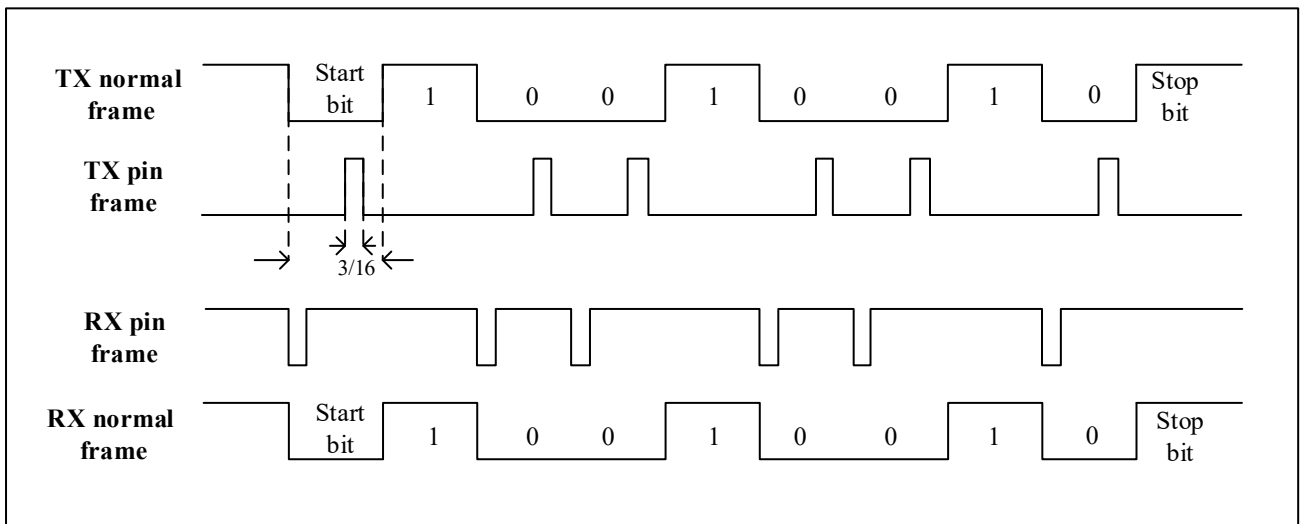 TX normal
frame
Start
bit
1 0 0 1 0 0 1 0
Stop
bit
TX pin
frame
3/16
RX pin
frame
RX normal
frame
Start
bit
1 0 0 1 0 0 1 0
Stop
bit